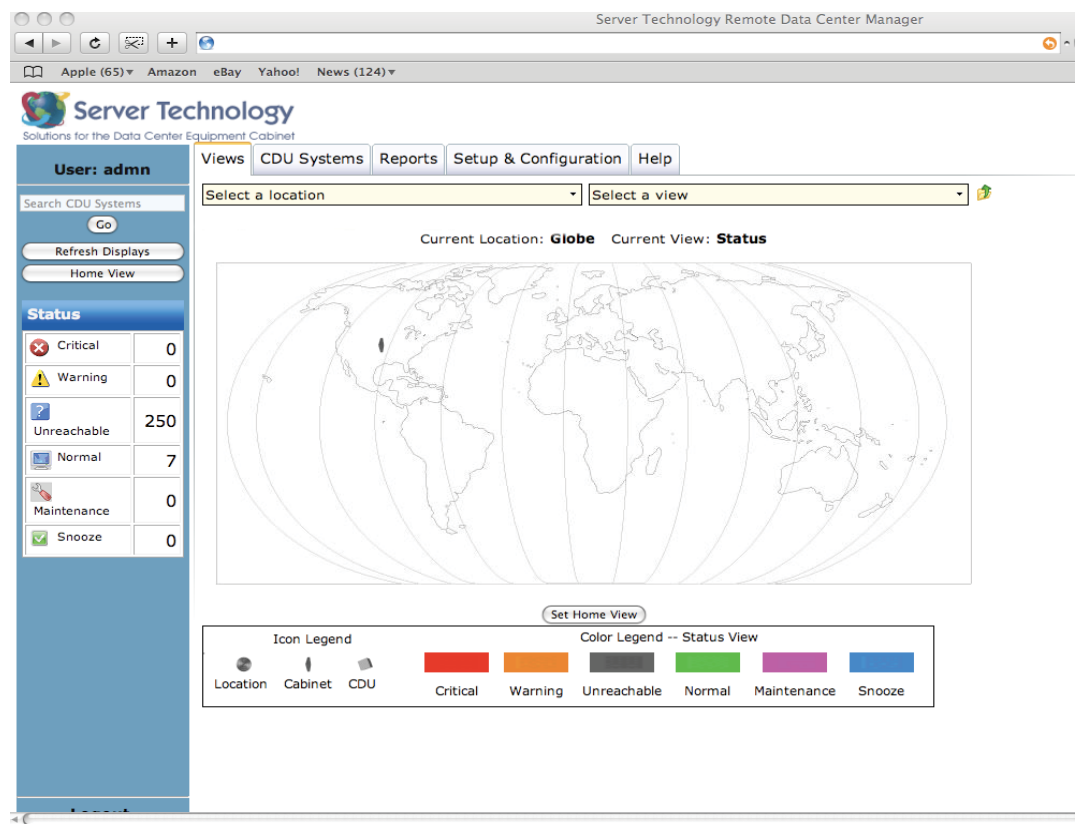 Server Technology Remote Data Center Manager
Apple (65) Amazon eBay Yahoo! News (124)
Server Technology
Solutions for the Data Center Equipment Cabinet
User: admn
Views CDU Systems Reports Setup & Configuration Help
Search CDU Systems
Go
Refresh Displays
Home View
Select a location Select a view
Current Location: Globe Current View: Status
Status
Critical 0
Warning 0
Unreachable 250
Normal 7
Maintenance 0
Snooze 0
Set Home View
Icon Legend
Location Cabinet CDU
Color Legend -- Status View
Critical Warning Unreachable Normal Maintenance Snooze